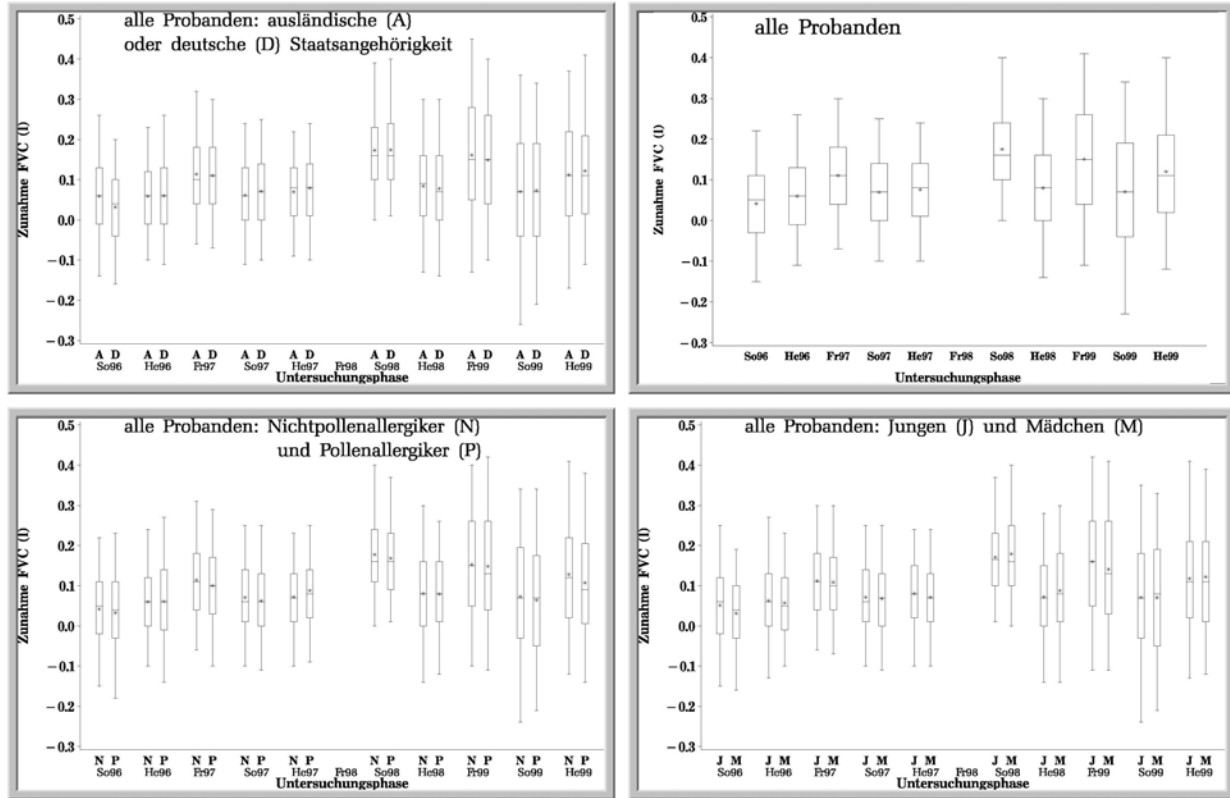 alle Probanden: ausländische (A)
oder deutsche (D) Staatsangehörigkeit
Zunahme FVC (l)
0.5
0.4
0.3
0.2
0.1
0.0
−0.1
−0.2
−0.3
A D A D A D A D A D A D A D A D A D A D
So96 He96 Fr97 So97 He97 Fr98 So98 He98 Fr99 So99 He99
Untersuchungsphase
alle Probanden
Zunahme FVC (l)
0.5
0.4
0.3
0.2
0.1
0.0
−0.1
−0.2
−0.3
So96 He96 Fr97 So97 He97 Fr98 So98 He98 Fr99 So99 He99
Untersuchungsphase
alle Probanden: Nichtpollenallergiker (N)
und Pollenallergiker (P)
Zunahme FVC (l)
0.5
0.4
0.3
0.2
0.1
0.0
−0.1
−0.2
−0.3
N P N P N P N P N P N P N P N P N P N P
So96 He96 Fr97 So97 He97 Fr98 So98 He98 Fr99 So99 He99
Untersuchungsphase
alle Probanden: Jungen (J) und Mädchen (M)
Zunahme FVC (l)
0.5
0.4
0.3
0.2
0.1
0.0
−0.1
−0.2
−0.3
J M J M J M J M J M J M J M J M J M J M
So96 He96 Fr97 So97 He97 Fr98 So98 He98 Fr99 So99 He99
Untersuchungsphase